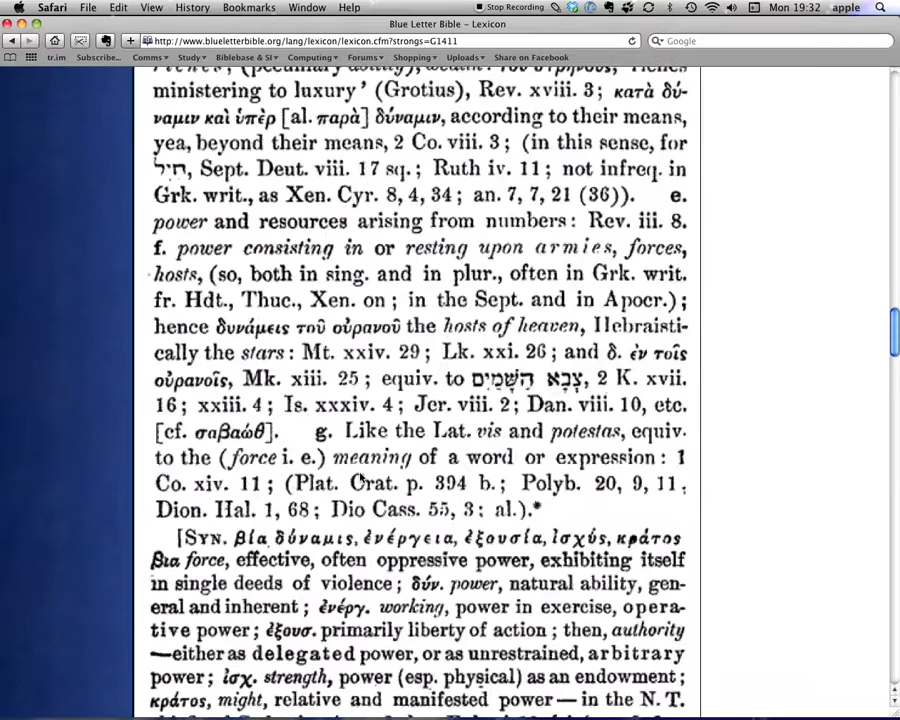 Safari File Edit View History Bookmarks Window Help Stop Recording Mon 19:32 apple
Blue Letter Bible – Lexicon
http://www.blueletterbible.org/lang/lexicon/lexicon.cfm?strongs=G1411 Google
tr.im Subscribe... Comms Study Biblebase & SI Computing Forums Shopping Uploads Share on Facebook
ministering to luxury' (Grotius), Rev. xviii. 3; κατὰ δύ-
ναμιν καὶ ὑπὲρ [al. παρὰ] δύναμιν, according to their means,
yea, beyond their means, 2 Co. viii. 3; (in this sense, for
חַיִל, Sept. Deut. viii. 17 sq.; Ruth iv. 11; not infreq. in
Grk. writ., as Xen. Cyr. 8, 4, 34; an. 7, 7, 21 (36)). e.
power and resources arising from numbers: Rev. iii. 8.
f. power consisting in or resting upon armies, forces,
hosts, (so, both in sing. and in plur., often in Grk. writ.
fr. Hdt., Thuc., Xen. on; in the Sept. and in Apocr.);
hence δυνάμεις τοῦ οὐρανοῦ the hosts of heaven, Hebraisti-
cally the stars: Mt. xxiv. 29; Lk. xxi. 26; and δ. ἐν τοῖς
οὐρανοῖς, Mk. xiii. 25; equiv. to צְבָא הַשָּׁמַיִם, 2 K. xvii.
16; xxiii. 4; Is. xxxiv. 4; Jer. viii. 2; Dan. viii. 10, etc.
[cf. σαβαώθ]. g. Like the Lat. vis and potestas, equiv.
to the (force i. e.) meaning of a word or expression: 1
Co. xiv. 11; (Plat. Crat. p. 394 b.; Polyb. 20, 9, 11;
Dion. Hal. 1, 68; Dio Cass. 55, 3; al.).*
[SYN. βία, δύναμις, ἐνέργεια, ἐξουσία, ἰσχύς, κράτος
βία force, effective, often oppressive power, exhibiting itself
in single deeds of violence; δύν. power, natural ability, gen-
eral and inherent; ἐνέργ. working, power in exercise, opera-
tive power; ἐξουσ. primarily liberty of action; then, authority
—either as delegated power, or as unrestrained, arbitrary
power; ἰσχ. strength, power (esp. physical) as an endowment;
κράτος, might, relative and manifested power — in the N. T.